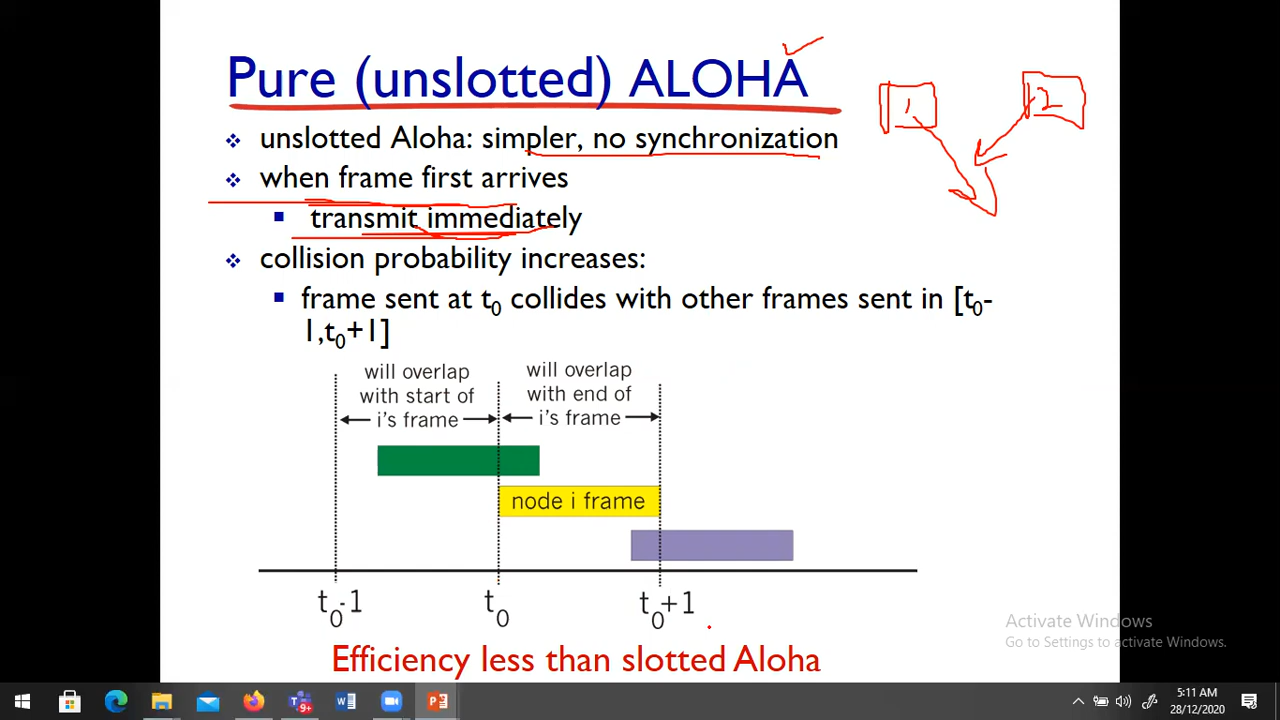 Pure (unslotted) ALOHA
unslotted Aloha: simpler, no synchronization
when frame first arrives
transmit immediately
collision probability increases:
frame sent at t0 collides with other frames sent in [t0-
1,t0+1]
1
2
will overlap
with start of
i's frame
will overlap
with end of
i's frame
node i frame
t0-1
t0
t0+1
Efficiency less than slotted Aloha
Activate Windows
Go to Settings to activate Windows.
9+
5:11 AM
28/12/2020